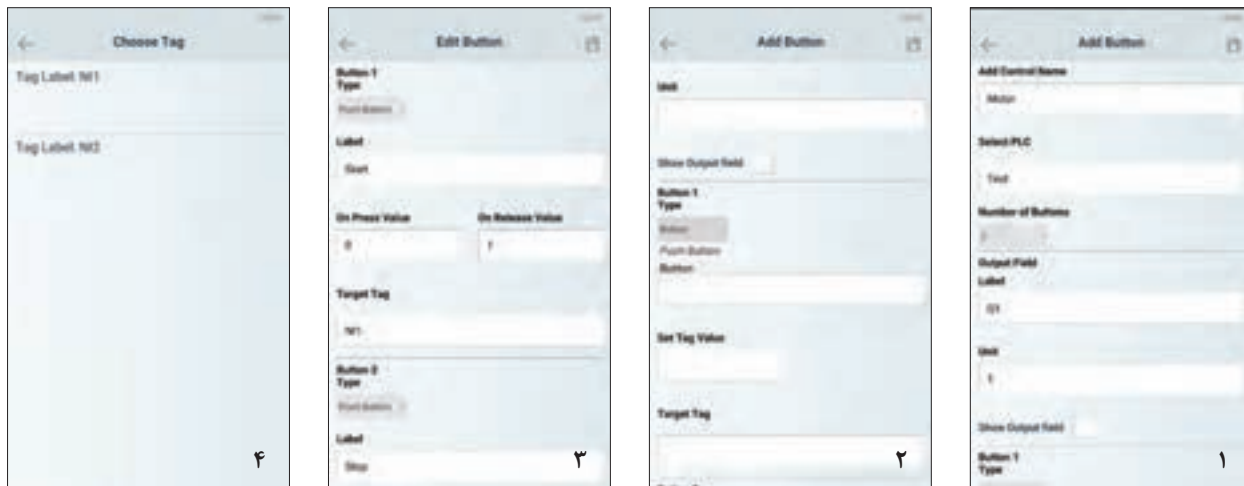 Add Button
Add Control Name
Motor
Select PLC
Test
Number of Buttons
Output Field
Label
Q1
Unit
Show Output field
Button 1
Type
۱
Add Button
Unit
Show Output field
Button 1
Type
Button
Push Button
Button
Set Tag Value
Target Tag
۲
Edit Button
Button 1
Type
Push Button
Label
Start
On Press Value On Release Value
0 1
Target Tag
NI1
Button 2
Type
Push Button
Label
Stop
۳
Choose Tag
Tag Label: NI1
Tag Label: NI2
۴